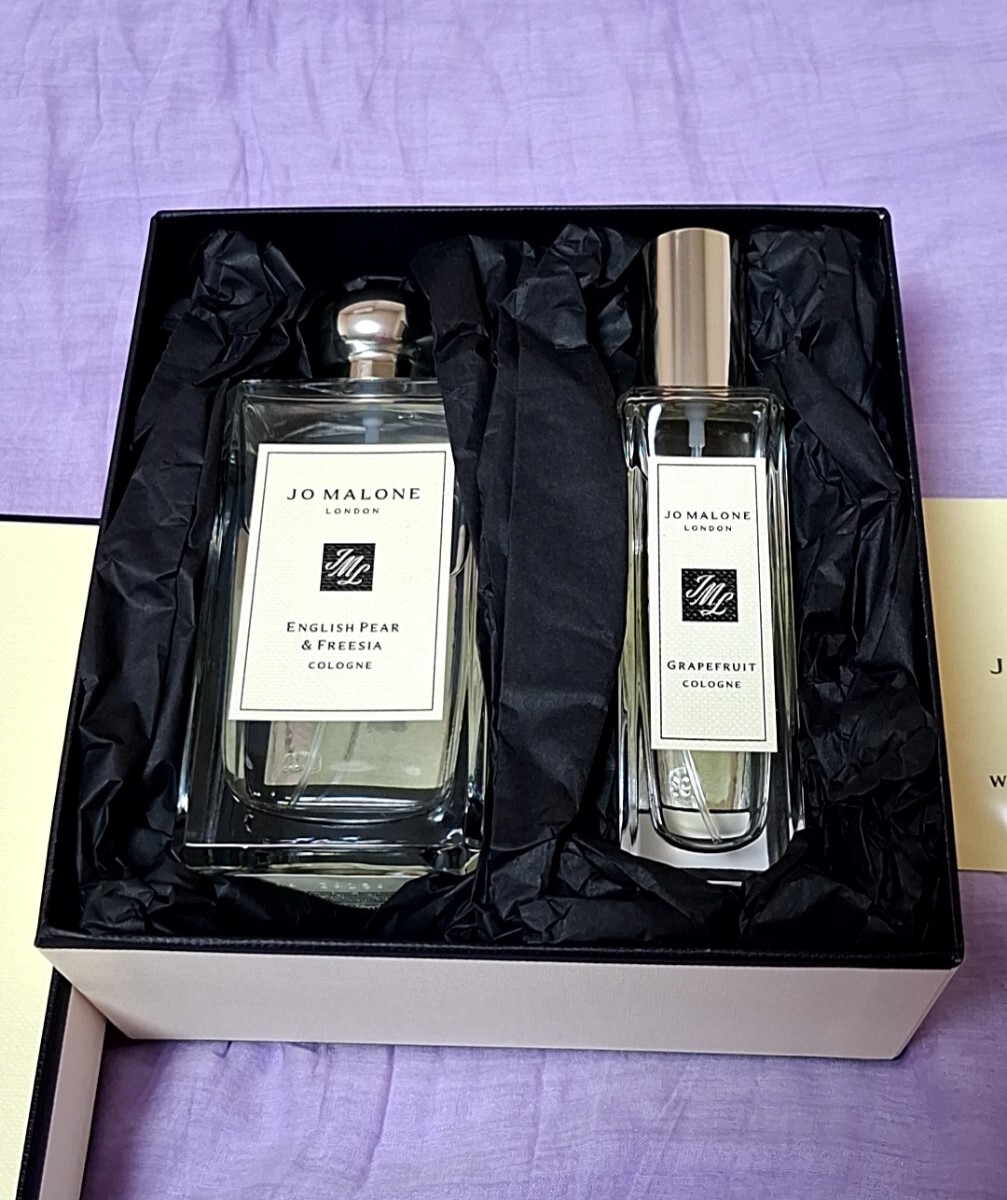 JO MALONE
LONDON
JML
ENGLISH PEAR
& FREESIA
COLOGNE
JO MALONE
LONDON
JML
GRAPEFRUIT
COLOGNE
J
W